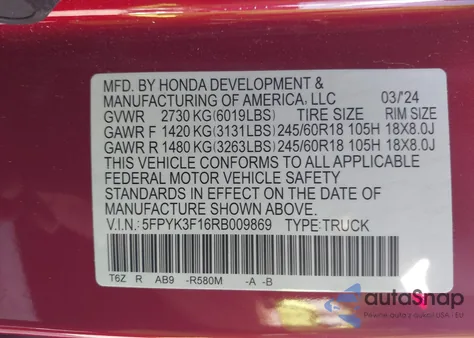 MFD. BY HONDA DEVELOPMENT &
MANUFACTURING OF AMERICA, LLC 03/'24
GVWR 2730 KG(6019LBS) TIRE SIZE RIM SIZE
GAWR F 1420 KG(3131LBS) 245/60R18 105H 18X8.0J
GAWR R 1480 KG(3263LBS) 245/60R18 105H 18X8.0J
THIS VEHICLE CONFORMS TO ALL APPLICABLE
FEDERAL MOTOR VEHICLE SAFETY
STANDARDS IN EFFECT ON THE DATE OF
MANUFACTURE SHOWN ABOVE.
V.I.N.: 5FPYK3F16RB009869 TYPE:TRUCK
T6Z R AB9 -R580M -A -B
autoSnap